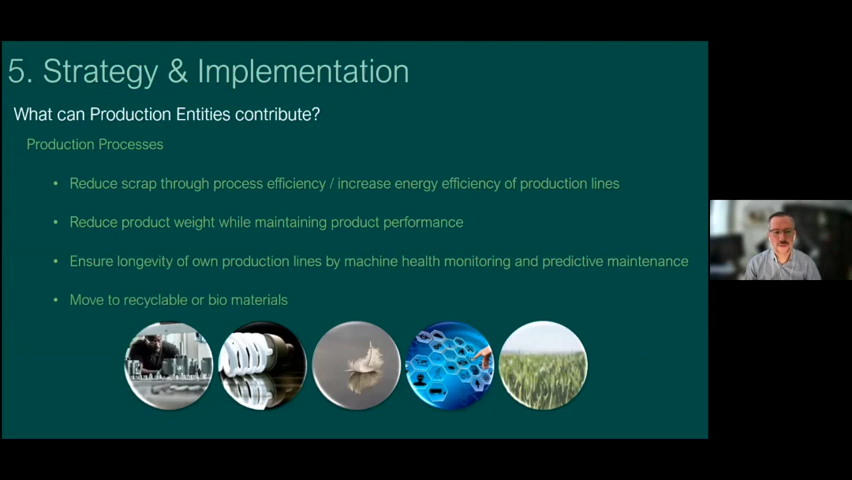 5. Strategy & Implementation
What can Production Entities contribute?
Production Processes
• Reduce scrap through process efficiency / increase energy efficiency of production lines
• Reduce product weight while maintaining product performance
• Ensure longevity of own production lines by machine health monitoring and predictive maintenance
• Move to recyclable or bio materials